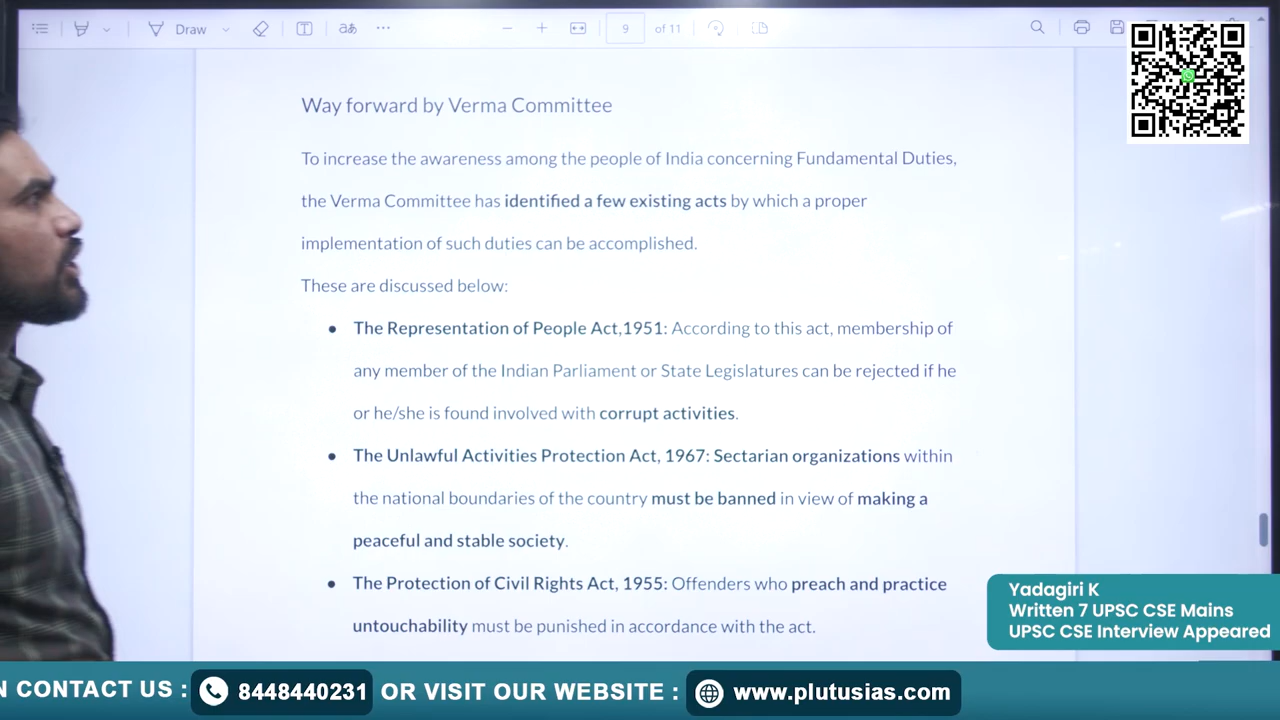 Draw
9 of 11
Way forward by Verma Committee
To increase the awareness among the people of India concerning Fundamental Duties,
the Verma Committee has identified a few existing acts by which a proper
implementation of such duties can be accomplished.
These are discussed below:
• The Representation of People Act,1951: According to this act, membership of
any member of the Indian Parliament or State Legislatures can be rejected if he
or he/she is found involved with corrupt activities.
• The Unlawful Activities Protection Act, 1967: Sectarian organizations within
the national boundaries of the country must be banned in view of making a
peaceful and stable society.
• The Protection of Civil Rights Act, 1955: Offenders who preach and practice
untouchability must be punished in accordance with the act.
Yadagiri K
Written 7 UPSC CSE Mains
UPSC CSE Interview Appeared
N CONTACT US : 8448440231 OR VISIT OUR WEBSITE : www.plutusias.com